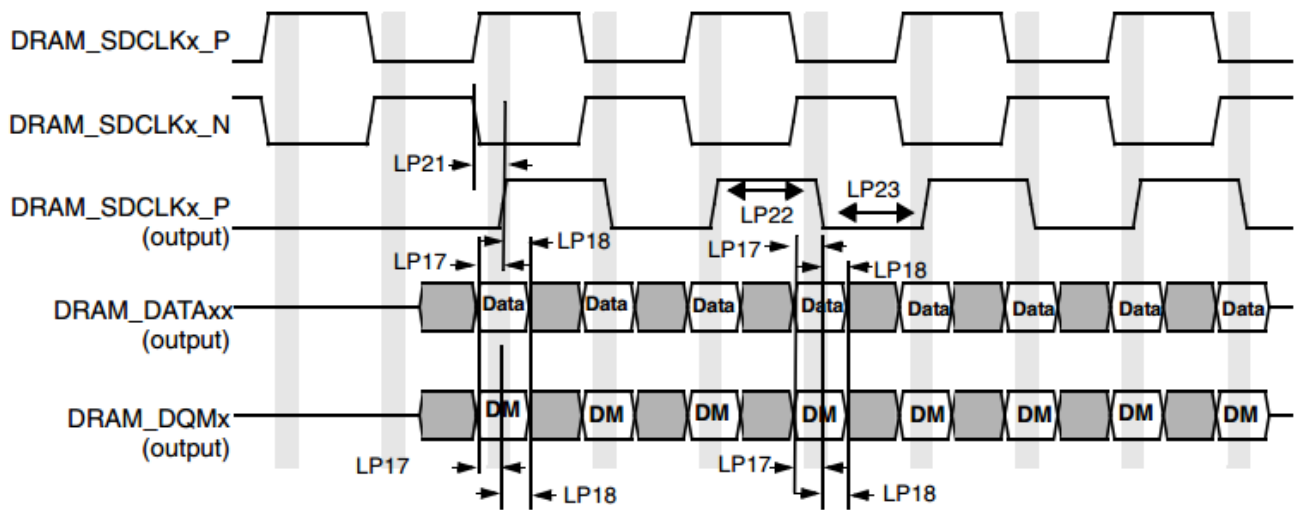 DRAM_SDCLKx_P
DRAM_SDCLKx_N
LP21
DRAM_SDCLKx_P
(output)
LP22
LP23
LP17
LP18
LP17
LP18
DRAM_DATAxx
(output)
Data Data Data Data Data Data Data Data
DRAM_DQMx
(output)
DM DM DM DM DM DM DM DM
LP17
LP18
LP17
LP18